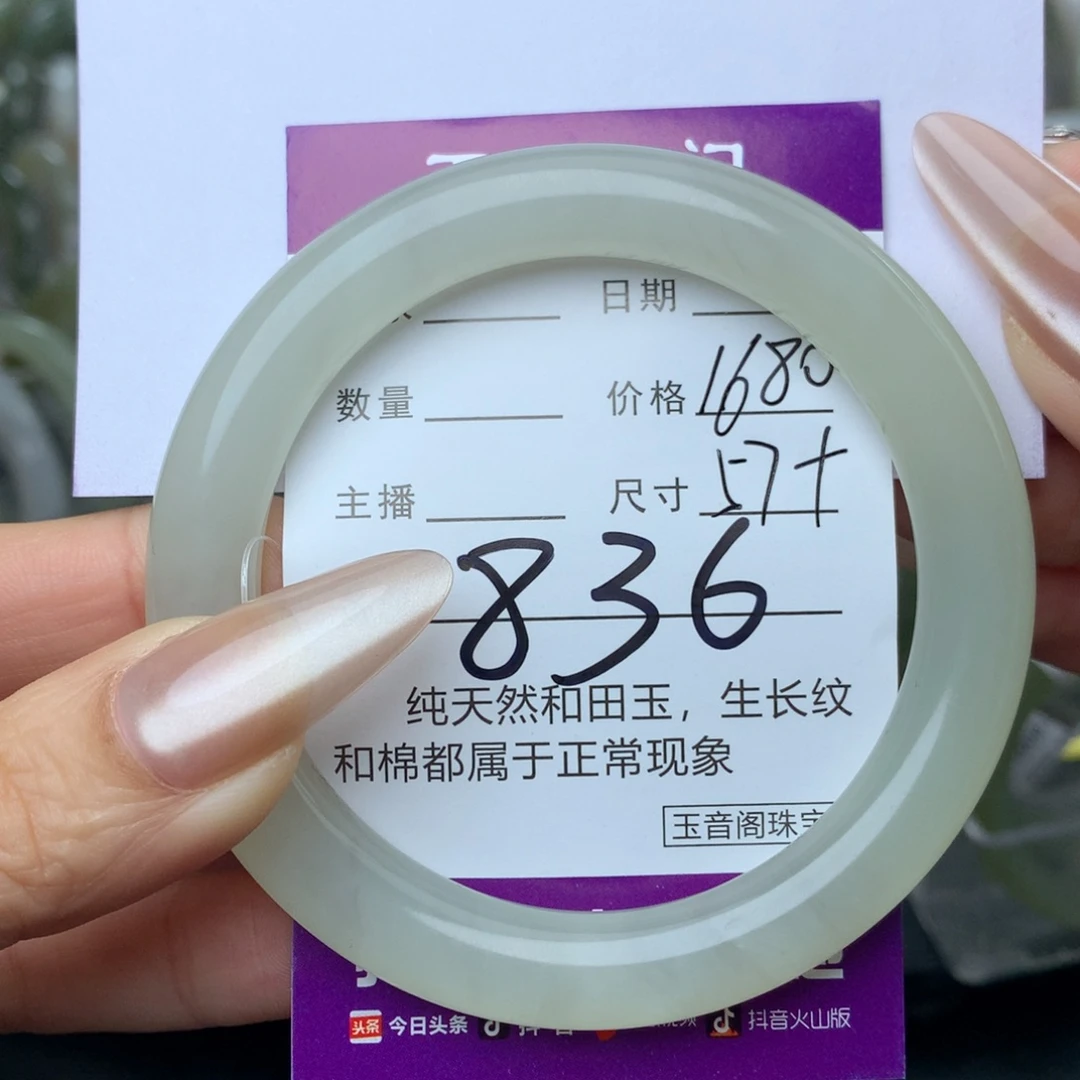 日期
数量 价格 1680
主播 尺寸 57+
836
纯天然和田玉，生长纹
和棉都属于正常现象
玉音阁珠宝
头条 今日头条 抖音火山版